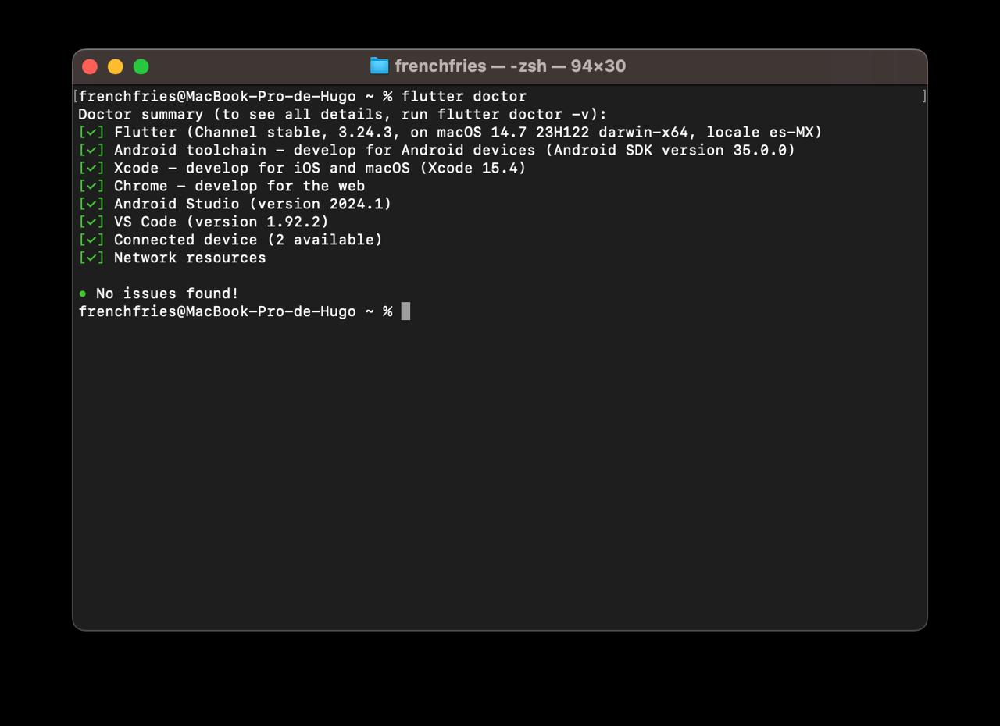 frenchfries — -zsh — 94×30
[frenchfries@MacBook-Pro-de-Hugo ~ % flutter doctor ]
Doctor summary (to see all details, run flutter doctor -v):
[✓] Flutter (Channel stable, 3.24.3, on macOS 14.7 23H122 darwin-x64, locale es-MX)
[✓] Android toolchain - develop for Android devices (Android SDK version 35.0.0)
[✓] Xcode - develop for iOS and macOS (Xcode 15.4)
[✓] Chrome - develop for the web
[✓] Android Studio (version 2024.1)
[✓] VS Code (version 1.92.2)
[✓] Connected device (2 available)
[✓] Network resources
• No issues found!
frenchfries@MacBook-Pro-de-Hugo ~ %